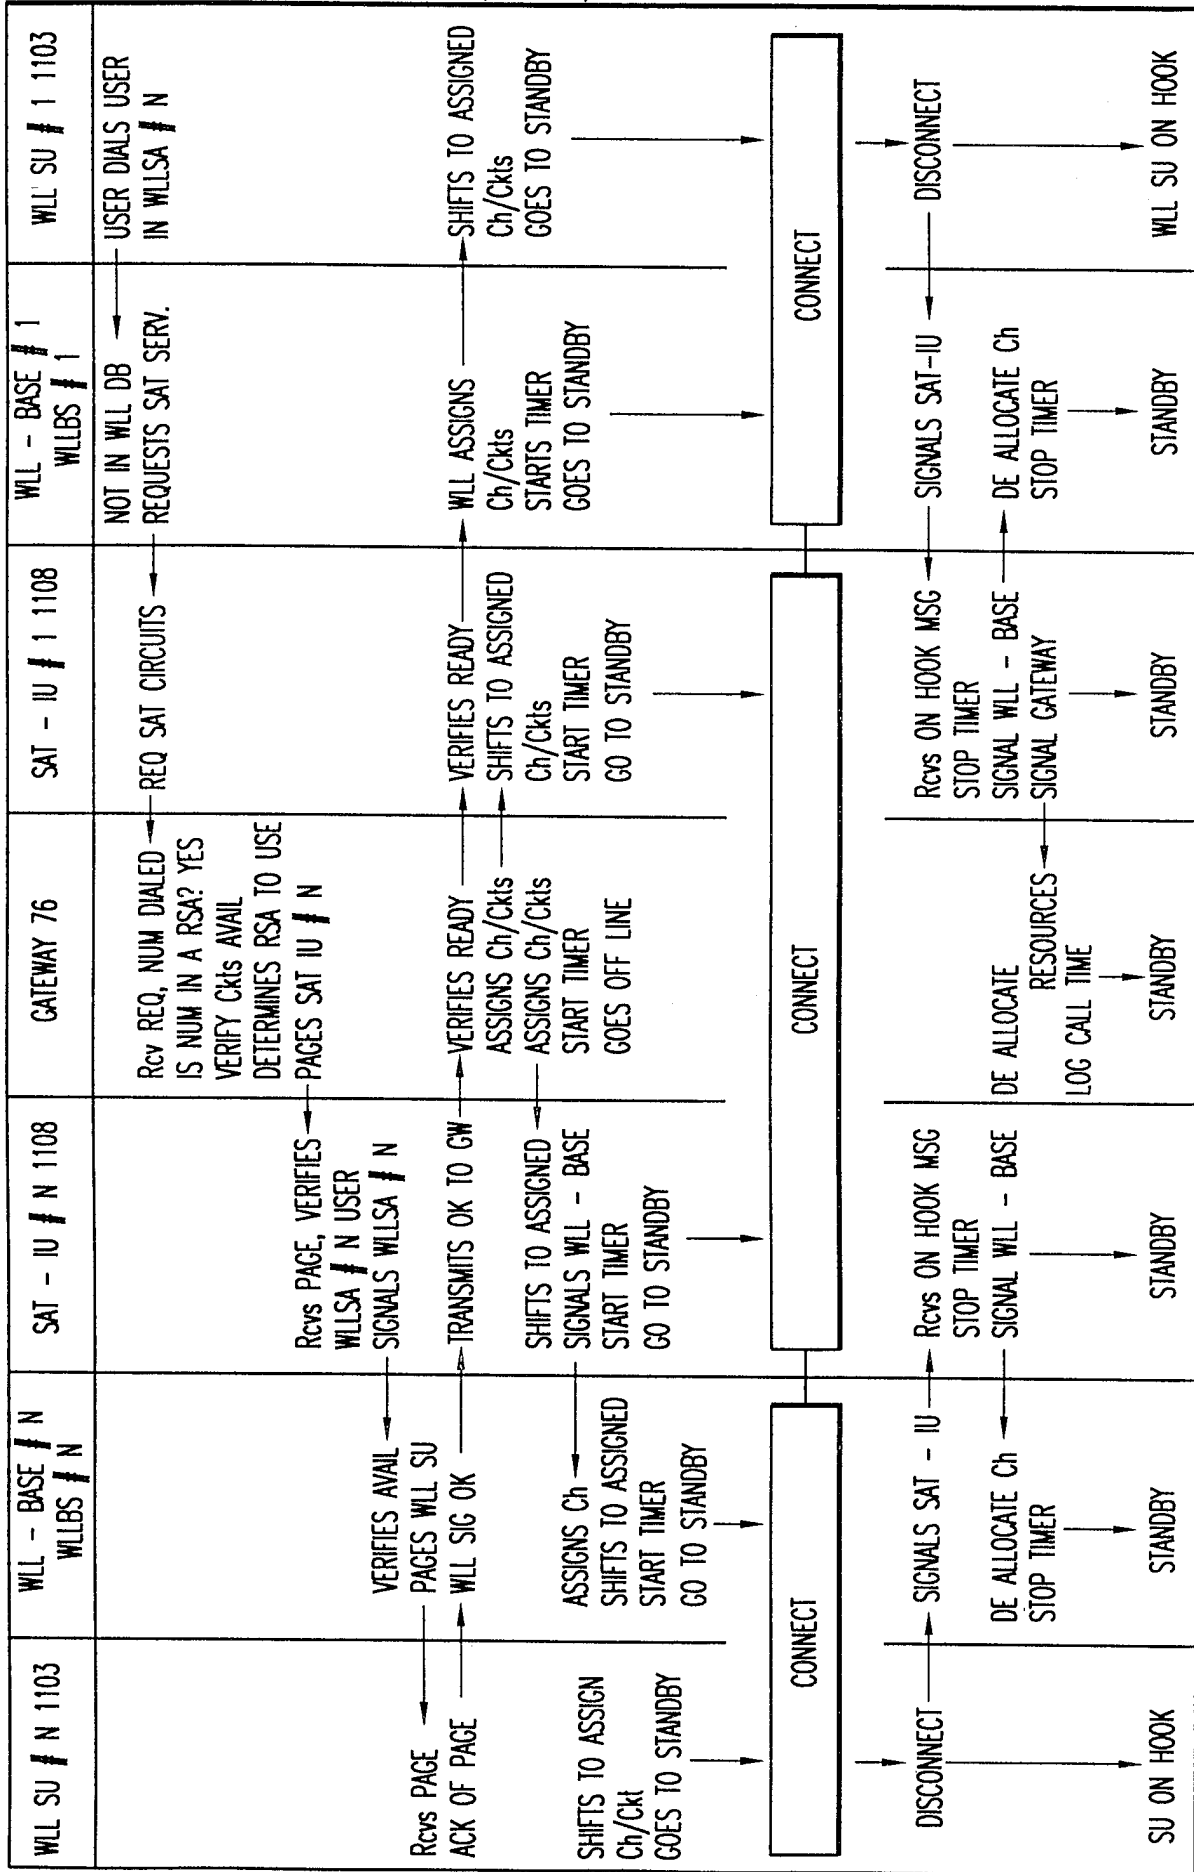 WLL SU # N 1103
WLL - BASE # N
WLLBS # N
SAT - IU # N 1108
GATEWAY 76
SAT - IU # 1 1108
WLL - BASE # 1
WLLBS # 1
WLL SU # 1 1103
USER DIALS USER
IN WLLSA # N
NOT IN WLL DB
REQUESTS SAT SERV.
REQ SAT CIRCUITS
Rcv REQ, NUM DIALED
IS NUM IN A RSA? YES
VERIFY Ckts AVAIL
DETERMINES RSA TO USE
PAGES SAT IU # N
Rcvs PAGE, VERIFIES
WLLSA # N USER
SIGNALS WLLSA # N
VERIFIES AVAIL
PAGES WLL SU
Rcvs PAGE
ACK OF PAGE
WLL SIG OK
TRANSMITS OK TO GW
VERIFIES READY
ASSIGNS Ch/Ckts
ASSIGNS Ch/Ckts
START TIMER
GOES OFF LINE
VERIFIES READY
SHIFTS TO ASSIGNED
Ch/Ckts
START TIMER
GO TO STANDBY
WLL ASSIGNS
Ch/Ckts
STARTS TIMER
GOES TO STANDBY
SHIFTS TO ASSIGNED
Ch/Ckts
GOES TO STANDBY
SHIFTS TO ASSIGNED
SIGNALS WLL - BASE
START TIMER
GO TO STANDBY
ASSIGNS Ch
SHIFTS TO ASSIGNED
START TIMER
GO TO STANDBY
SHIFTS TO ASSIGN
Ch/Ckt
GOES TO STANDBY
CONNECT
CONNECT
CONNECT
DISCONNECT
SIGNALS SAT - IU
Rcvs ON HOOK MSG
STOP TIMER
SIGNAL WLL - BASE
DE ALLOCATE Ch
STOP TIMER
DE ALLOCATE
RESOURCES
LOG CALL TIME
Rcvs ON HOOK MSG
STOP TIMER
SIGNAL WLL - BASE
SIGNAL GATEWAY
SIGNALS SAT-IU
DE ALLOCATE Ch
STOP TIMER
DISCONNECT
SU ON HOOK
STANDBY
STANDBY
STANDBY
STANDBY
STANDBY
WLL SU ON HOOK